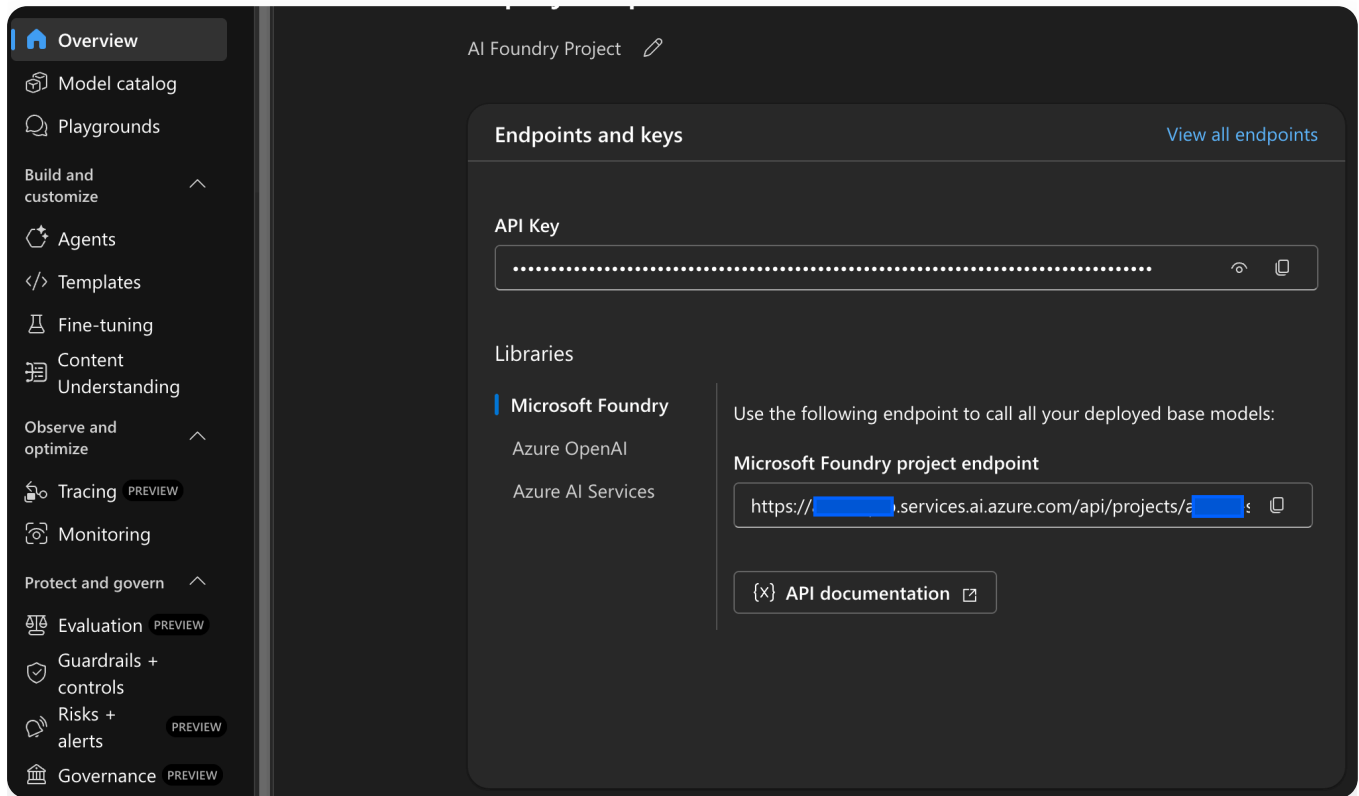 Overview
Model catalog
Playgrounds
Build and
customize
Agents
Templates
Fine-tuning
Content
Understanding
Observe and
optimize
Tracing PREVIEW
Monitoring
Protect and govern
Evaluation PREVIEW
Guardrails +
controls
Risks +
alerts PREVIEW
Governance PREVIEW
AI Foundry Project
Endpoints and keys
View all endpoints
API Key
Libraries
Microsoft Foundry
Azure OpenAI
Azure AI Services
Use the following endpoint to call all your deployed base models:
Microsoft Foundry project endpoint
https:// .services.ai.azure.com/api/projects/
{x} API documentation